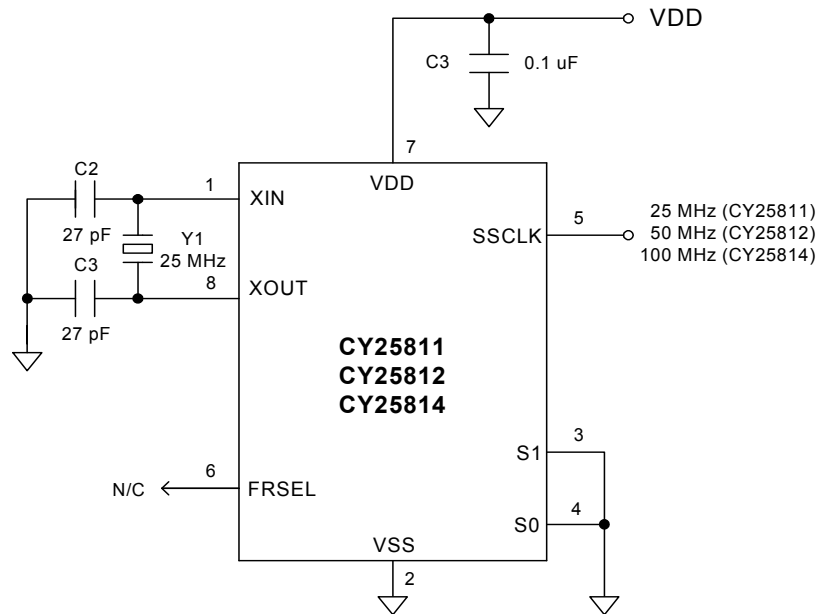 VDD
C3
0.1 uF
7
VDD
C2
1
XIN
27 pF
Y1
25 MHz
C3
8
XOUT
27 pF
5
SSCLK
25 MHz (CY25811)
50 MHz (CY25812)
100 MHz (CY25814)
CY25811
CY25812
CY25814
3
S1
6
N/C
FRSEL
4
S0
VSS
2